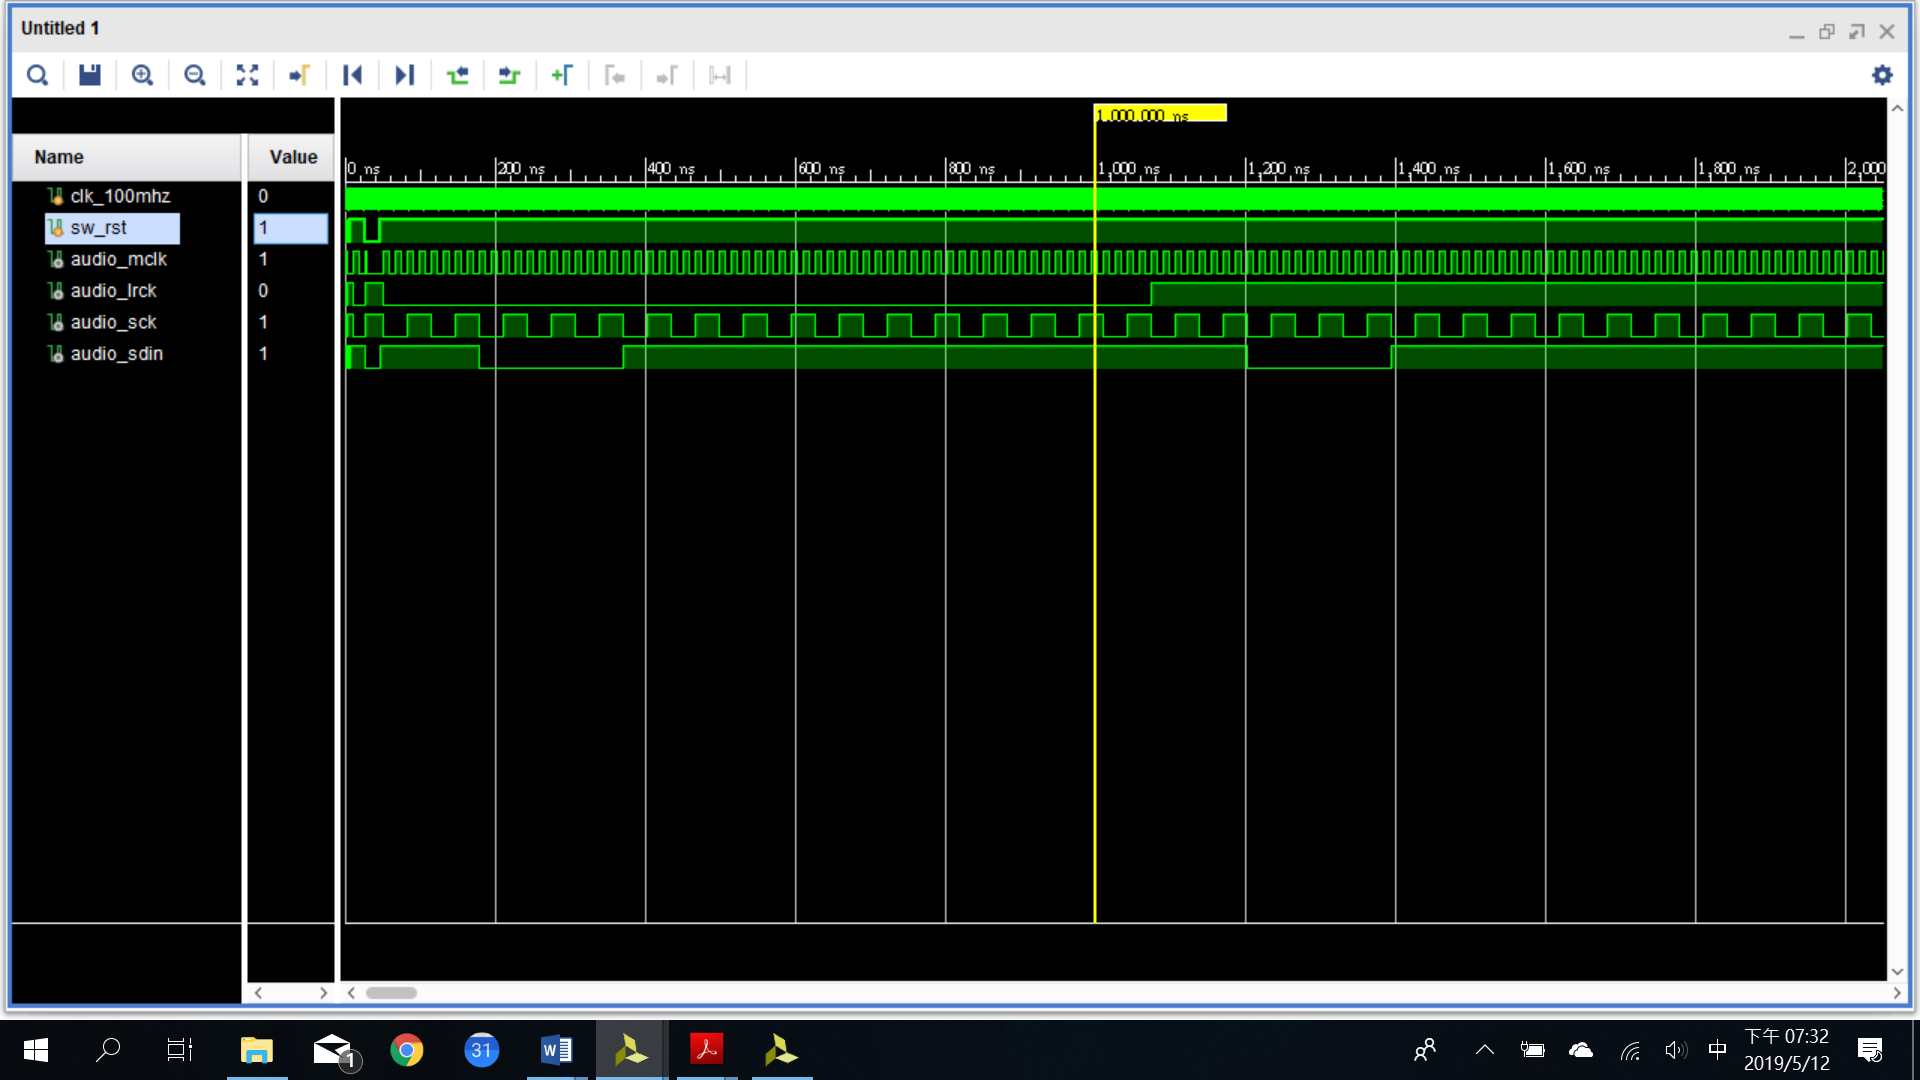 Untitled 1
1,000.000 ns
Name
Value
0 ns
200 ns
400 ns
600 ns
800 ns
1,000 ns
1,200 ns
1,400 ns
1,600 ns
1,800 ns
2,000
clk_100mhz
0
sw_rst
1
audio_mclk
1
audio_lrck
0
audio_sck
1
audio_sdin
1
1
31
W
中
下午 07:32
2019/5/12